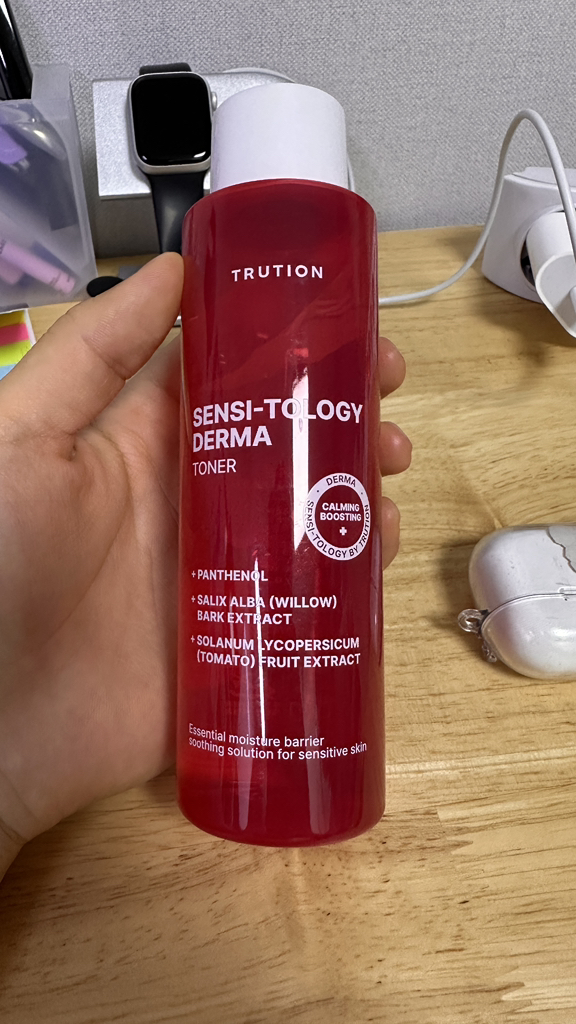 TRUTION
SENSI-TOLOGY
DERMA
TONER
· DERMA ·
CALMING
BOOSTING
+
SENSI-TOLOGY BY TRUTION
+ PANTHENOL
+ SALIX ALBA (WILLOW)
BARK EXTRACT
+ SOLANUM LYCOPERSICUM
(TOMATO) FRUIT EXTRACT
Essential moisture barrier
soothing solution for sensitive skin